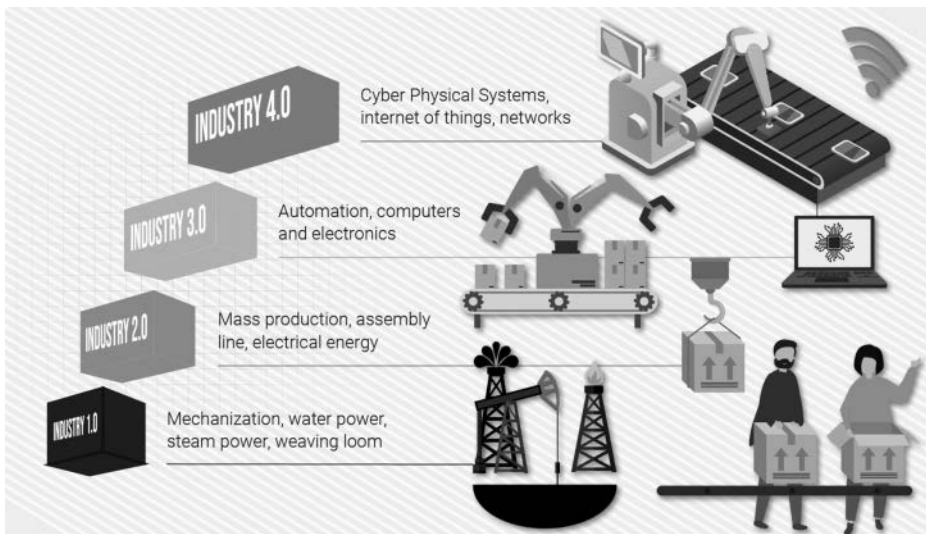 INDUSTRY 4.0
Cyber Physical Systems,
internet of things, networks
INDUSTRY 3.0
Automation, computers
and electronics
INDUSTRY 2.0
Mass production, assembly
line, electrical energy
INDUSTRY 1.0
Mechanization, water power,
steam power, weaving loom